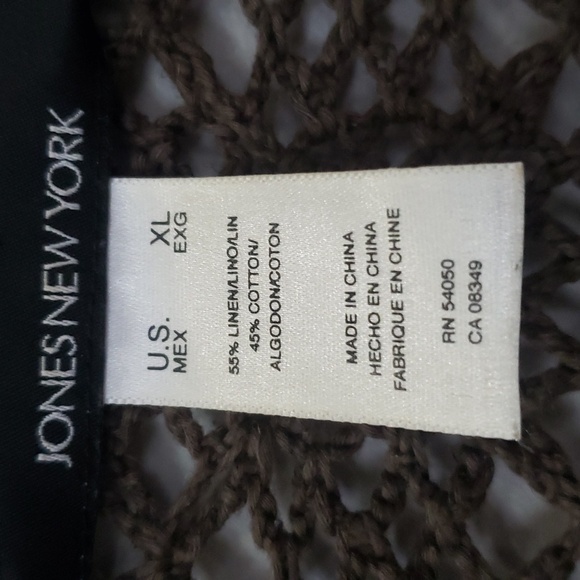 JONES NEW YORK
U.S. XL
MEX EXG
55% LINEN/LINO/LIN
45% COTTON/
ALGODON/COTON
MADE IN CHINA
HECHO EN CHINA
FABRIQUE EN CHINE
RN 54050
CA 08349